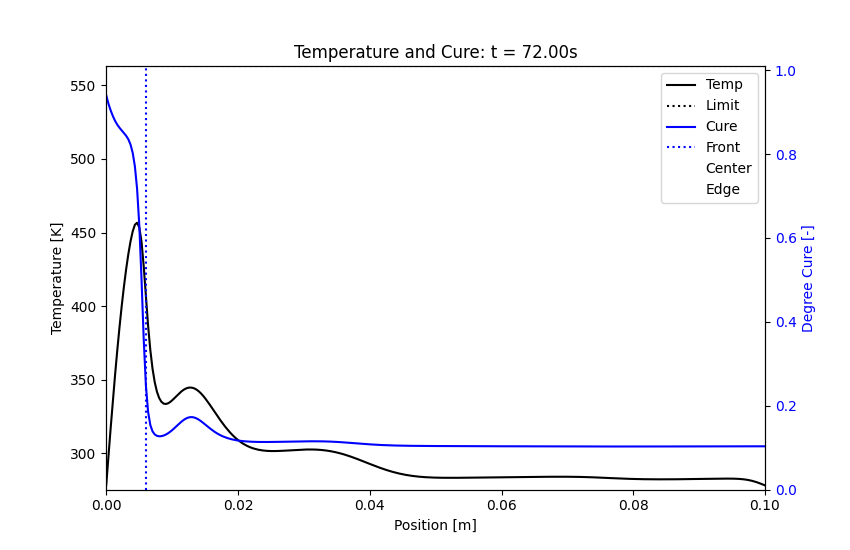 Temperature and Cure: t = 72.00s
550
500
450
400
350
300
Temperature [K]
1.0
0.8
0.6
0.4
0.2
0.0
Degree Cure [-]
Temp
Limit
Cure
Front
Center
Edge
0.00
0.02
0.04
0.06
0.08
0.10
Position [m]